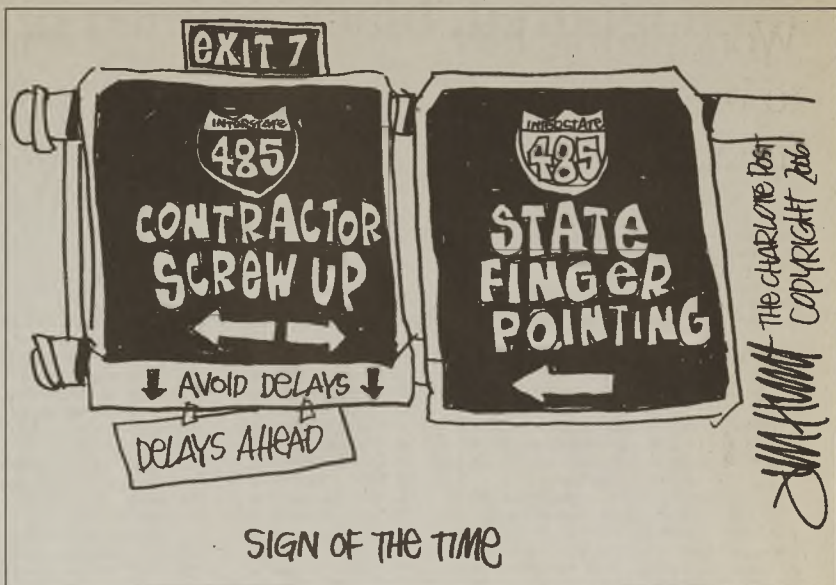 EXIT 7
INTERSTATE
485
CONTRACTOR
SCREW UP
↓ AVOID DELAYS ↓
DELAYS AHEAD
INTERSTATE
485
STATE
FINGER
POINTING
THE CHARLOTTE POST
COPYRIGHT 2006
SIGN OF THE TIME